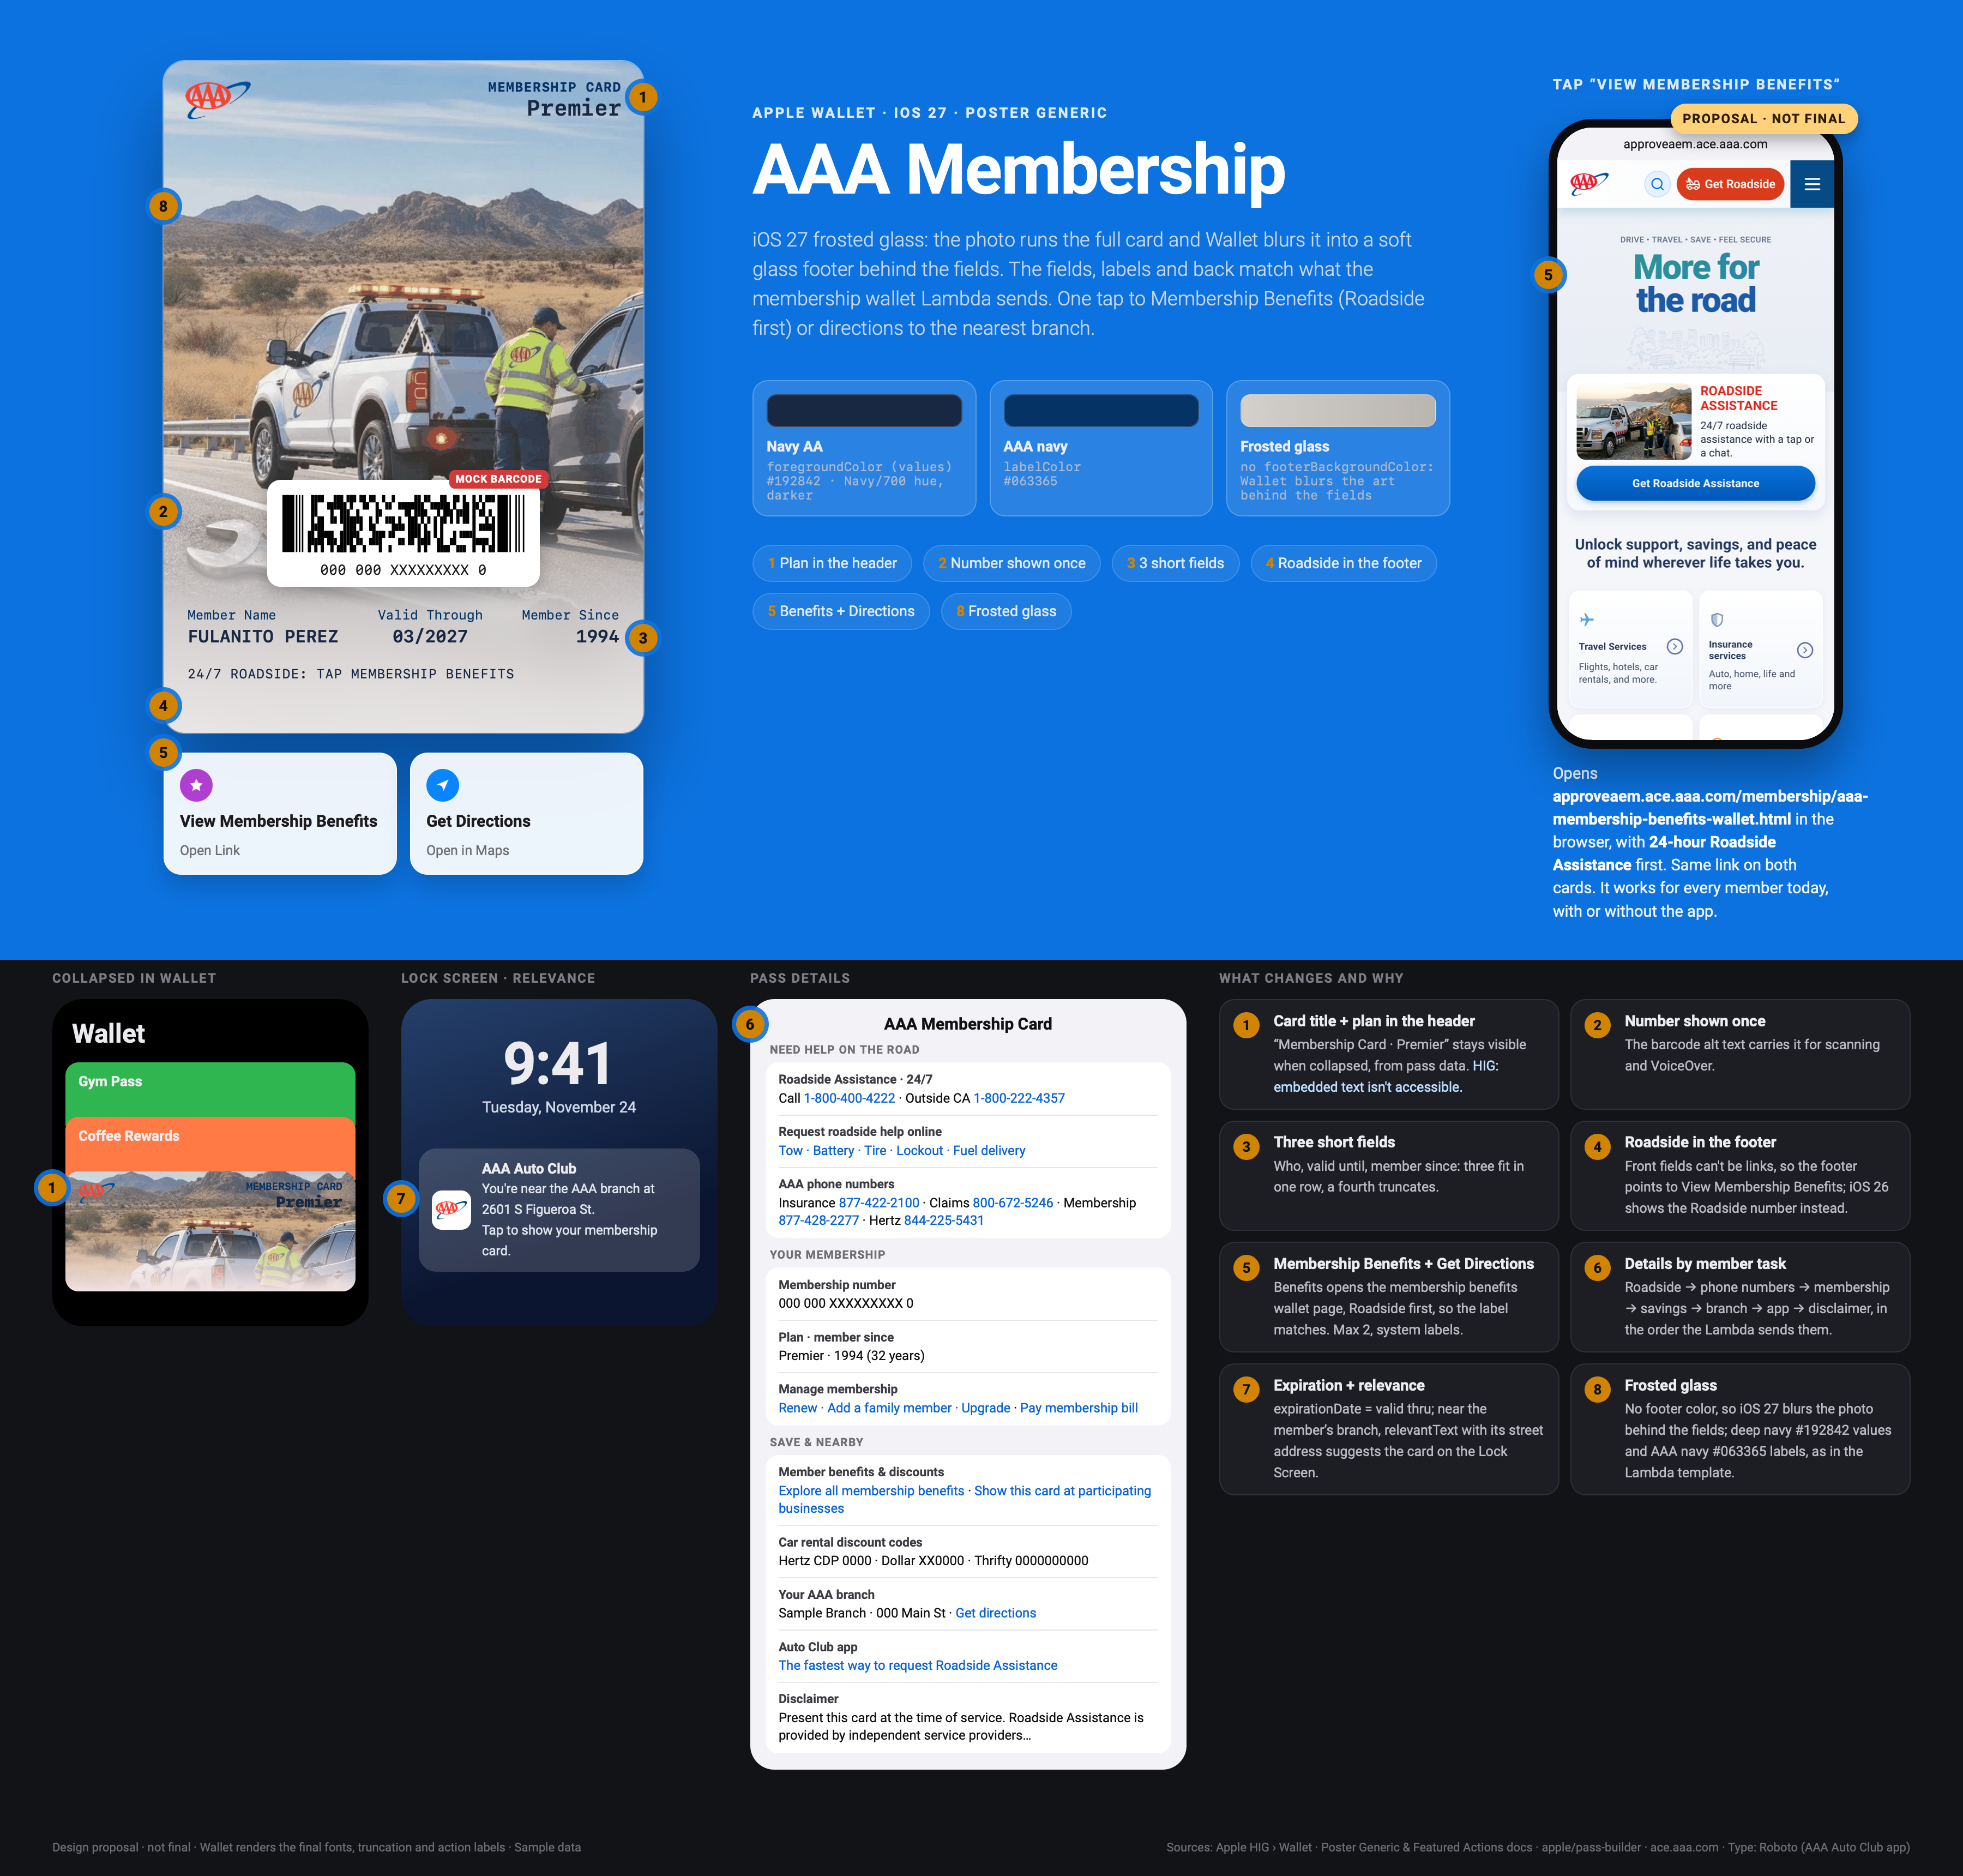 AAA
MEMBERSHIP CARD
Premier
1
8
AAA
AAA
MOCK BARCODE
2
000 000 XXXXXXXXX 0
Member Name
FULANITO PEREZ
Valid Through
03/2027
Member Since
1994
3
24/7 ROADSIDE: TAP MEMBERSHIP BENEFITS
4
5
View Membership Benefits
Open Link
Get Directions
Open in Maps
APPLE WALLET · IOS 27 · POSTER GENERIC
AAA Membership
iOS 27 frosted glass: the photo runs the full card and Wallet blurs it into a soft
glass footer behind the fields. The fields, labels and back match what the
membership wallet Lambda sends. One tap to Membership Benefits (Roadside
first) or directions to the nearest branch.
Navy AA
foregroundColor (values)
#192842 · Navy/700 hue,
darker
AAA navy
labelColor
#063365
Frosted glass
no footerBackgroundColor:
Wallet blurs the art
behind the fields
1 Plan in the header
2 Number shown once
3 3 short fields
4 Roadside in the footer
5 Benefits + Directions
8 Frosted glass
TAP “VIEW MEMBERSHIP BENEFITS”
PROPOSAL · NOT FINAL
approveaem.ace.aaa.com
AAA
Get Roadside
5
DRIVE • TRAVEL • SAVE • FEEL SECURE
More for
the road
ROADSIDE
ASSISTANCE
24/7 roadside
assistance with a tap or
a chat.
Get Roadside Assistance
Unlock support, savings, and peace
of mind wherever life takes you.
Travel Services
Flights, hotels, car
rentals, and more.
Insurance
services
Auto, home, life and
more
Opens
approveaem.ace.aaa.com/membership/aaa-
membership-benefits-wallet.html in the
browser, with 24-hour Roadside
Assistance first. Same link on both
cards. It works for every member today,
with or without the app.
COLLAPSED IN WALLET
Wallet
Gym Pass
Coffee Rewards
1
AAA
MEMBERSHIP CARD
Premier
LOCK SCREEN · RELEVANCE
9:41
Tuesday, November 24
7
AAA
AAA Auto Club
You're near the AAA branch at
2601 S Figueroa St.
Tap to show your membership
card.
PASS DETAILS
6
AAA Membership Card
NEED HELP ON THE ROAD
Roadside Assistance · 24/7
Call 1-800-400-4222 · Outside CA 1-800-222-4357
Request roadside help online
Tow · Battery · Tire · Lockout · Fuel delivery
AAA phone numbers
Insurance 877-422-2100 · Claims 800-672-5246 · Membership
877-428-2277 · Hertz 844-225-5431
YOUR MEMBERSHIP
Membership number
000 000 XXXXXXXXX 0
Plan · member since
Premier · 1994 (32 years)
Manage membership
Renew · Add a family member · Upgrade · Pay membership bill
SAVE & NEARBY
Member benefits & discounts
Explore all membership benefits · Show this card at participating
businesses
Car rental discount codes
Hertz CDP 0000 · Dollar XX0000 · Thrifty 0000000000
Your AAA branch
Sample Branch · 000 Main St · Get directions
Auto Club app
The fastest way to request Roadside Assistance
Disclaimer
Present this card at the time of service. Roadside Assistance is
provided by independent service providers…
WHAT CHANGES AND WHY
1
Card title + plan in the header
“Membership Card · Premier” stays visible
when collapsed, from pass data. HIG:
embedded text isn't accessible.
2
Number shown once
The barcode alt text carries it for scanning
and VoiceOver.
3
Three short fields
Who, valid until, member since: three fit in
one row, a fourth truncates.
4
Roadside in the footer
Front fields can't be links, so the footer
points to View Membership Benefits; iOS 26
shows the Roadside number instead.
5
Membership Benefits + Get Directions
Benefits opens the membership benefits
wallet page, Roadside first, so the label
matches. Max 2, system labels.
6
Details by member task
Roadside → phone numbers → membership
→ savings → branch → app → disclaimer, in
the order the Lambda sends them.
7
Expiration + relevance
expirationDate = valid thru; near the
member's branch, relevantText with its street
address suggests the card on the Lock
Screen.
8
Frosted glass
No footer color, so iOS 27 blurs the photo
behind the fields; deep navy #192842 values
and AAA navy #063365 labels, as in the
Lambda template.
Design proposal · not final · Wallet renders the final fonts, truncation and action labels · Sample data
Sources: Apple HIG › Wallet · Poster Generic & Featured Actions docs · apple/pass-builder · ace.aaa.com · Type: Roboto (AAA Auto Club app)